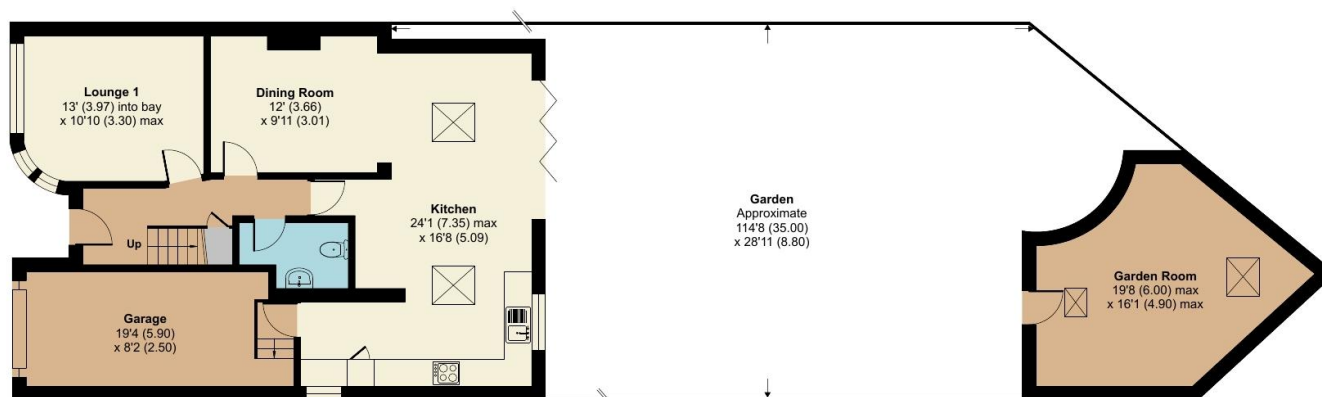 Lounge 1
13' (3.97) into bay
x 10'10 (3.30) max
Dining Room
12' (3.66)
x 9'11 (3.01)
Kitchen
24'1 (7.35) max
x 16'8 (5.09)
Up
Garage
19'4 (5.90)
x 8'2 (2.50)
Garden
Approximate
114'8 (35.00)
x 28'11 (8.80)
Garden Room
19'8 (6.00) max
x 16'1 (4.90) max